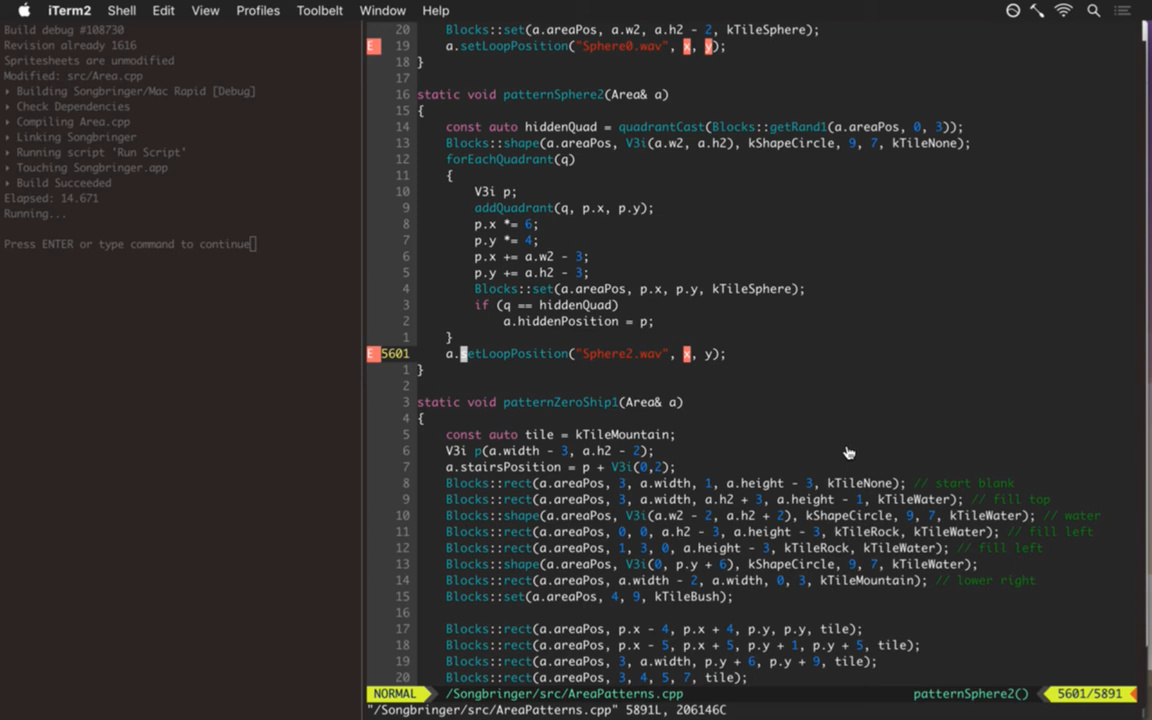 iTerm2 Shell Edit View Profiles Toolbelt Window Help
Build debug #108730
Revision already 1616
Spritesheets are unmodified
Modified: src/Area.cpp
▸ Building Songbringer/Mac Rapid [Debug]
▸ Check Dependencies
▸ Compiling Area.cpp
▸ Linking Songbringer
▸ Running script 'Run Script'
▸ Touching Songbringer.app
▸ Build Succeeded
Elapsed: 14.671
Running...
Press ENTER or type command to continue
20 Blocks::set(a.areaPos, a.w2, a.h2 - 2, kTileSphere);
E 19 a.setLoopPosition("Sphere0.wav", x, y);
18 }
17
16 static void patternSphere2(Area& a)
15 {
14 const auto hiddenQuad = quadrantCast(Blocks::getRand1(a.areaPos, 0, 3));
13 Blocks::shape(a.areaPos, V3i(a.w2, a.h2), kShapeCircle, 9, 7, kTileNone);
12 forEachQuadrant(q)
11 {
10 V3i p;
9 addQuadrant(q, p.x, p.y);
8 p.x *= 6;
7 p.y *= 4;
6 p.x += a.w2 - 3;
5 p.y += a.h2 - 3;
4 Blocks::set(a.areaPos, p.x, p.y, kTileSphere);
3 if (q == hiddenQuad)
2 a.hiddenPosition = p;
1 }
E 5601 a.setLoopPosition("Sphere2.wav", x, y);
1 }
2
3 static void patternZeroShip1(Area& a)
4 {
5 const auto tile = kTileMountain;
6 V3i p(a.width - 3, a.h2 - 2);
7 a.stairsPosition = p + V3i(0,2);
8 Blocks::rect(a.areaPos, 3, a.width, 1, a.height - 3, kTileNone); // start blank
9 Blocks::rect(a.areaPos, 3, a.width, a.h2 + 3, a.height - 1, kTileWater); // fill top
10 Blocks::shape(a.areaPos, V3i(a.w2 - 2, a.h2 + 2), kShapeCircle, 9, 7, kTileWater); // water
11 Blocks::rect(a.areaPos, 0, 0, a.h2 - 3, a.height - 3, kTileRock, kTileWater); // fill left
12 Blocks::rect(a.areaPos, 1, 3, 0, a.height - 3, kTileRock, kTileWater); // fill left
13 Blocks::shape(a.areaPos, V3i(0, p.y + 6), kShapeCircle, 9, 7, kTileWater);
14 Blocks::rect(a.areaPos, a.width - 2, a.width, 0, 3, kTileMountain); // lower right
15 Blocks::set(a.areaPos, 4, 9, kTileBush);
16
17 Blocks::rect(a.areaPos, p.x - 4, p.x + 4, p.y, p.y, tile);
18 Blocks::rect(a.areaPos, p.x - 5, p.x + 5, p.y + 1, p.y + 5, tile);
19 Blocks::rect(a.areaPos, 3, a.width, p.y + 6, p.y + 9, tile);
20 Blocks::rect(a.areaPos, 3, 4, 5, 7, tile);
NORMAL /Songbringer/src/AreaPatterns.cpp patternSphere2() 5601/5891
"/Songbringer/src/AreaPatterns.cpp" 5891L, 206146C